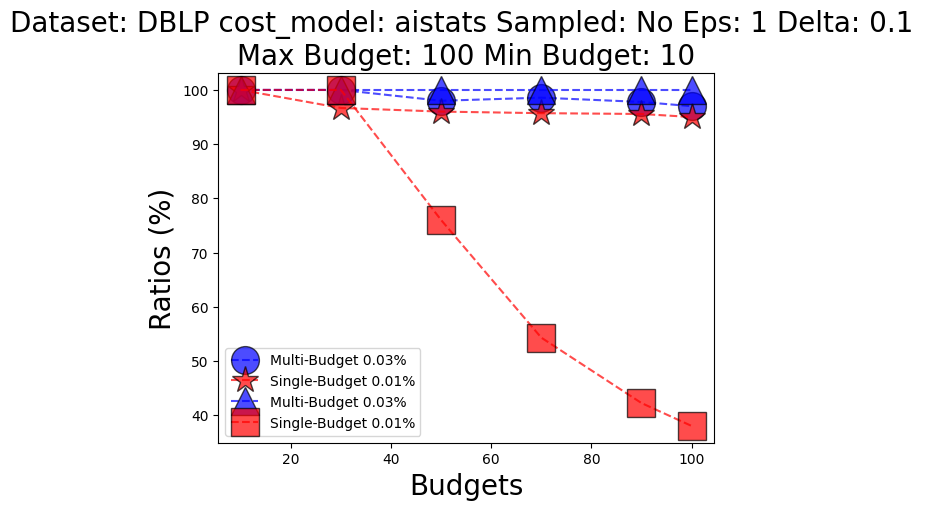 Dataset: DBLP cost_model: aistats Sampled: No Eps: 1 Delta: 0.1
Max Budget: 100 Min Budget: 10
Ratios (%)
100
90
80
70
60
50
40
Multi-Budget 0.03%
Single-Budget 0.01%
Multi-Budget 0.03%
Single-Budget 0.01%
20 40 60 80 100
Budgets